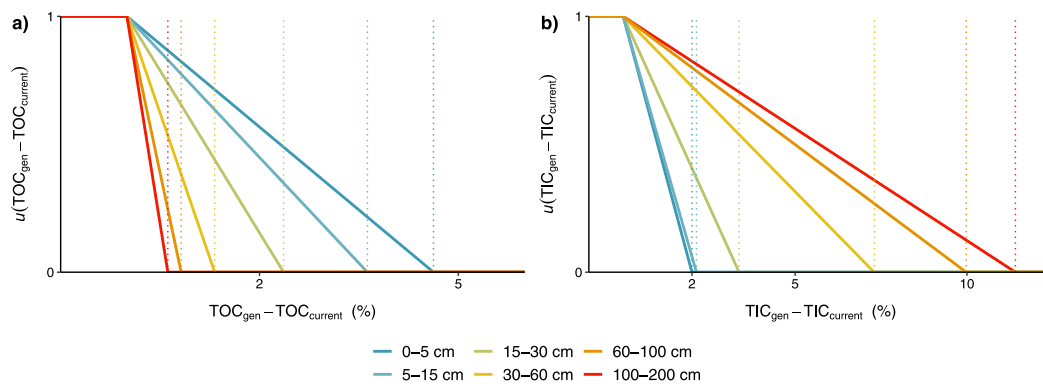 a)
1
0
u(TOCgen – TOCcurrent)
2
5
TOCgen – TOCcurrent (%)
b)
1
0
u(TICgen – TICcurrent)
2
5
10
TICgen – TICcurrent (%)
0–5 cm
15–30 cm
60–100 cm
5–15 cm
30–60 cm
100–200 cm